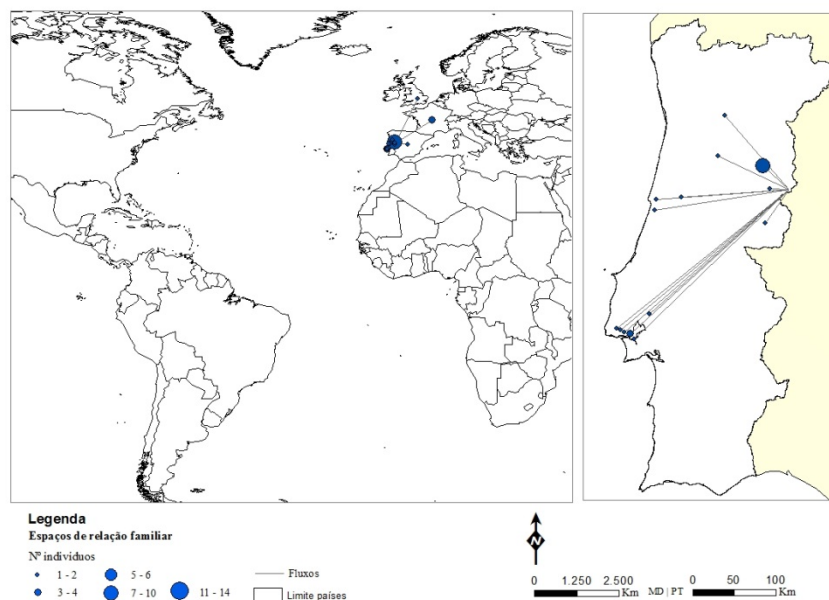 Legenda
Espaços de relação familiar
Nº indivíduos
1 - 2
3 - 4
5 - 6
7 - 10
11 - 14
Fluxos
Limite países
N
0 1.250 2.500 Km
MD | PT
0 50 100 Km